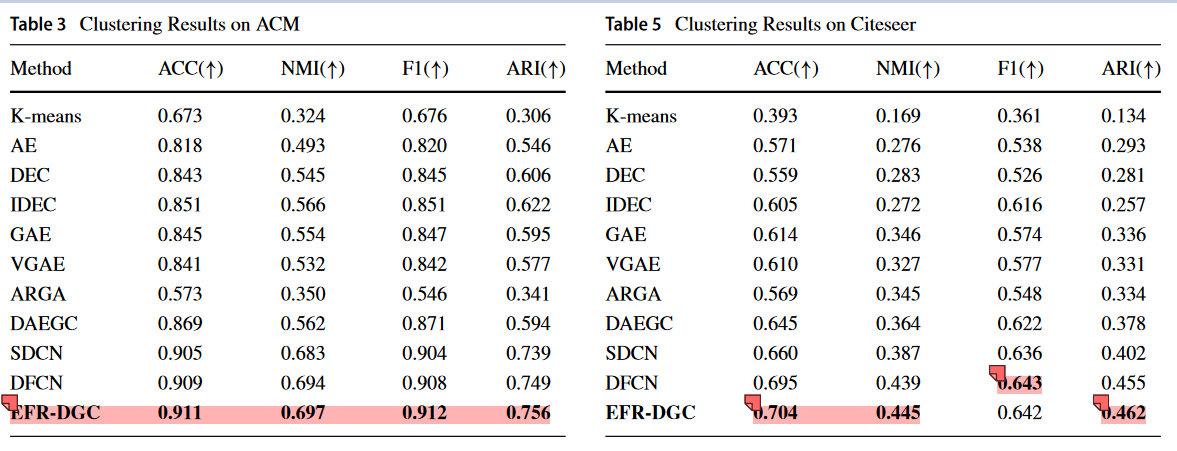 Table 3 Clustering Results on ACM
Method ACC(↑) NMI(↑) F1(↑) ARI(↑)
K-means 0.673 0.324 0.676 0.306
AE 0.818 0.493 0.820 0.546
DEC 0.843 0.545 0.845 0.606
IDEC 0.851 0.566 0.851 0.622
GAE 0.845 0.554 0.847 0.595
VGAE 0.841 0.532 0.842 0.577
ARGA 0.573 0.350 0.546 0.341
DAEGC 0.869 0.562 0.871 0.594
SDCN 0.905 0.683 0.904 0.739
DFCN 0.909 0.694 0.908 0.749
EFR-DGC 0.911 0.697 0.912 0.756
Table 5 Clustering Results on Citeseer
Method ACC(↑) NMI(↑) F1(↑) ARI(↑)
K-means 0.393 0.169 0.361 0.134
AE 0.571 0.276 0.538 0.293
DEC 0.559 0.283 0.526 0.281
IDEC 0.605 0.272 0.616 0.257
GAE 0.614 0.346 0.574 0.336
VGAE 0.610 0.327 0.577 0.331
ARGA 0.569 0.345 0.548 0.334
DAEGC 0.645 0.364 0.622 0.378
SDCN 0.660 0.387 0.636 0.402
DFCN 0.695 0.439 0.643 0.455
EFR-DGC 0.704 0.445 0.642 0.462